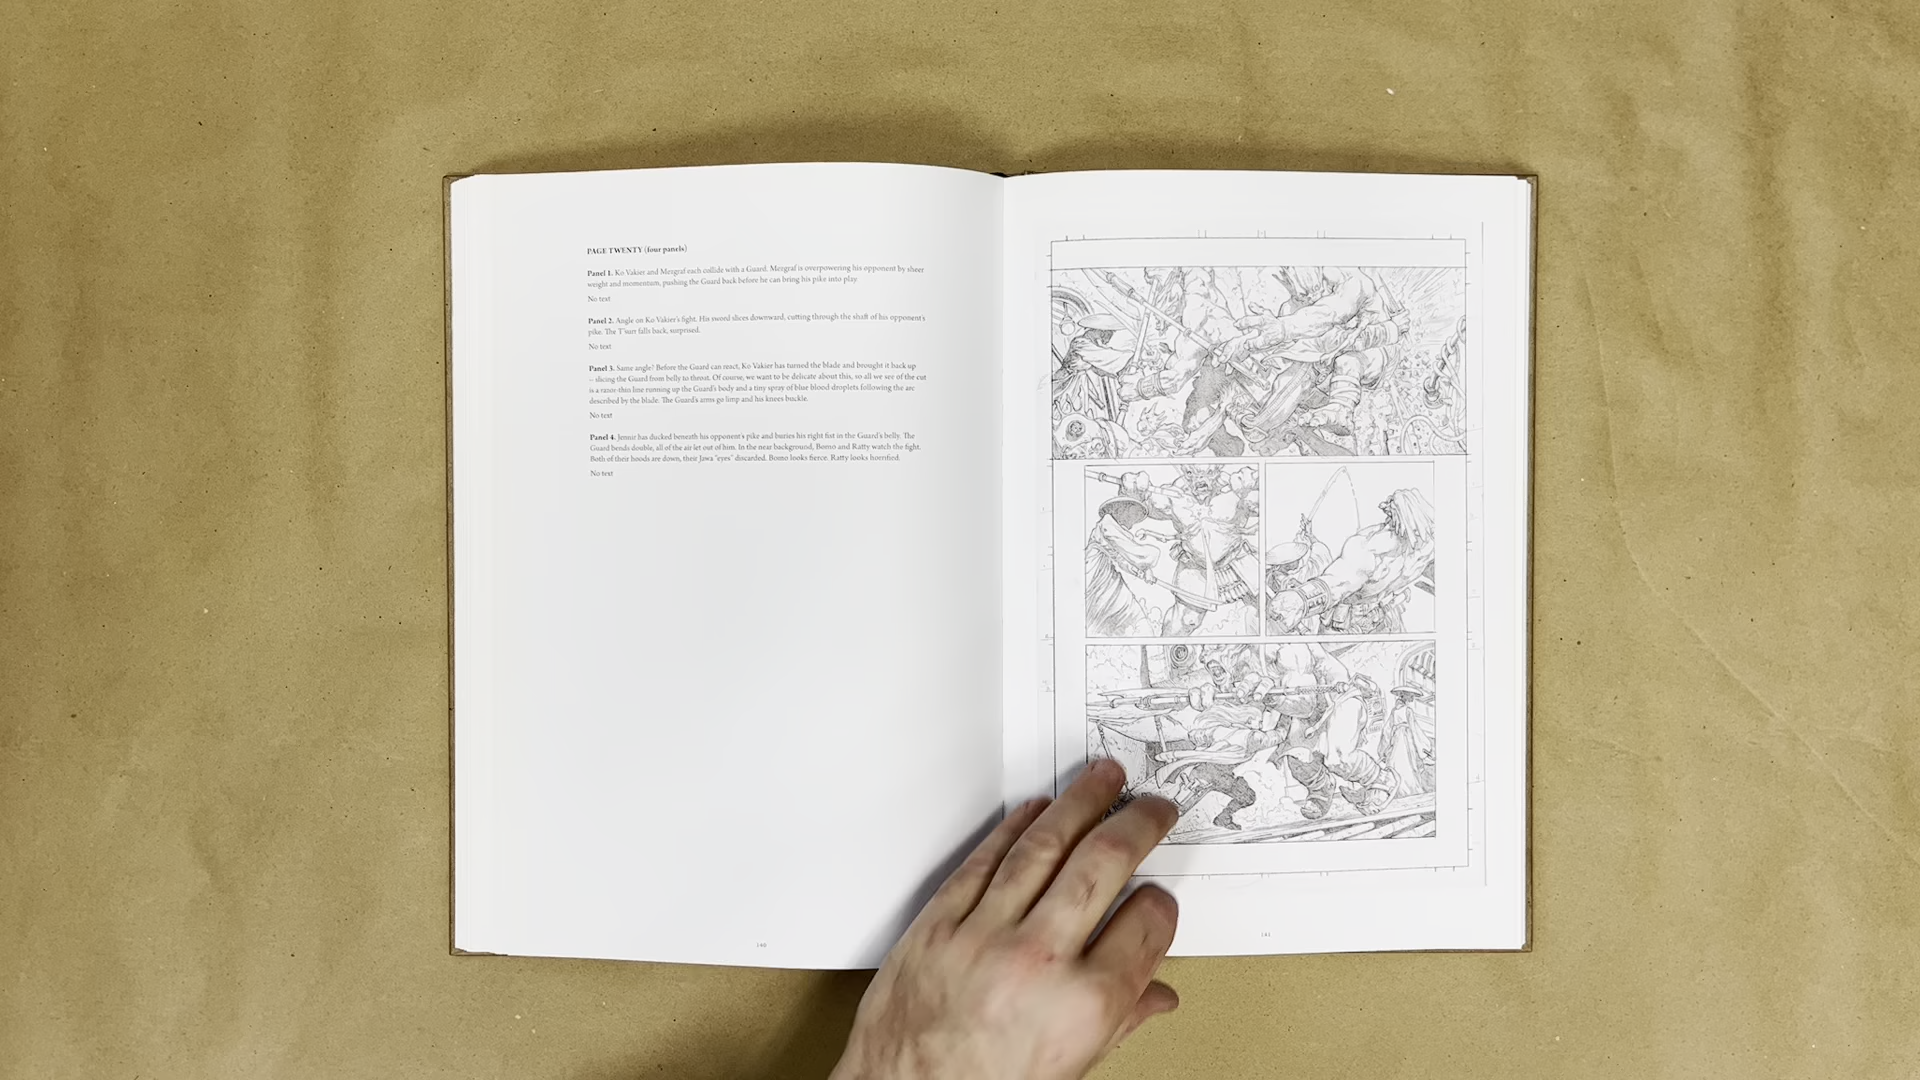 PAGE TWENTY (four panels)
Panel 1. Ko Vakier and Mezgraf each collide with a Guard. Mezgraf is overpowering his opponent by sheer
weight and momentum, pushing the Guard back before he can bring his pike into play.
No text
Panel 2. Angle on Ko Vakier's fight. His sword slices downward, cutting through the shaft of his opponent's
pike. The T'surr falls back, surprised.
No text
Panel 3. Same angle? Before the Guard can react, Ko Vakier has turned the blade and brought it back up
— slicing the Guard from belly to throat. Of course, we want to be delicate about this, so all we see of the cut
is a razor-thin line running up the Guard's body and a tiny spray of blue blood droplets following the arc
described by the blade. The Guard's arms go limp and his knees buckle.
No text
Panel 4. Jennir has ducked beneath his opponent's pike and buries his right fist in the Guard's belly. The
Guard bends double, all of the air let out of him. In the near background, Bomo and Ratty watch the fight.
Both of their hoods are down, their Jawa "eyes" discarded. Bomo looks fierce. Ratty looks horrified.
No text
140
141